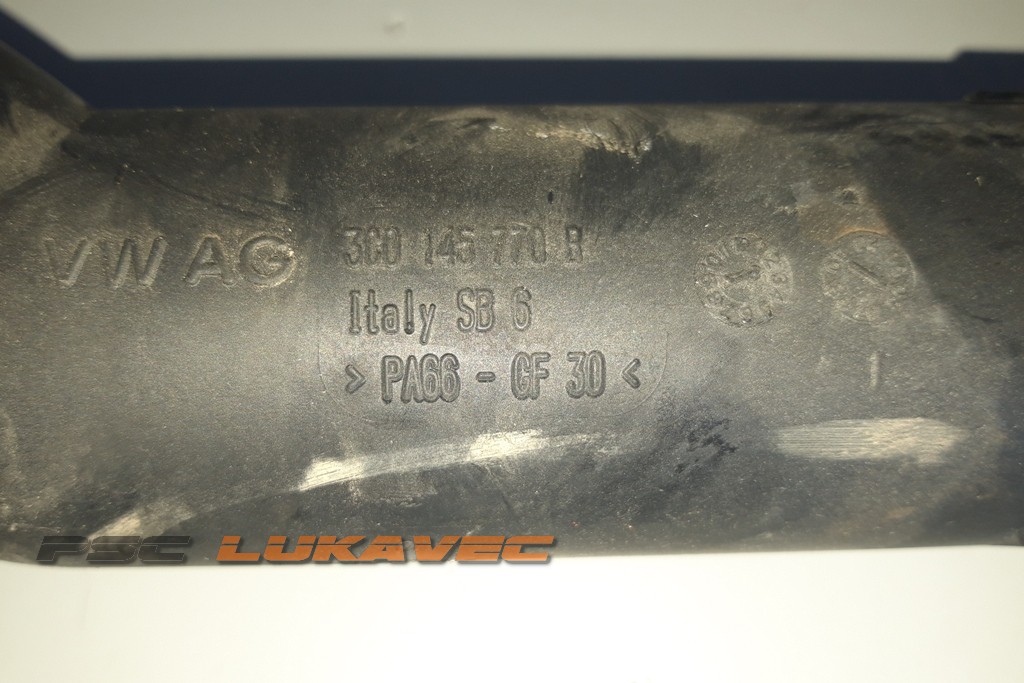 VW AG
3C0 145 770 B
Italy SB 6
> PA66 - GF 30 <
PSC LUKAVEC